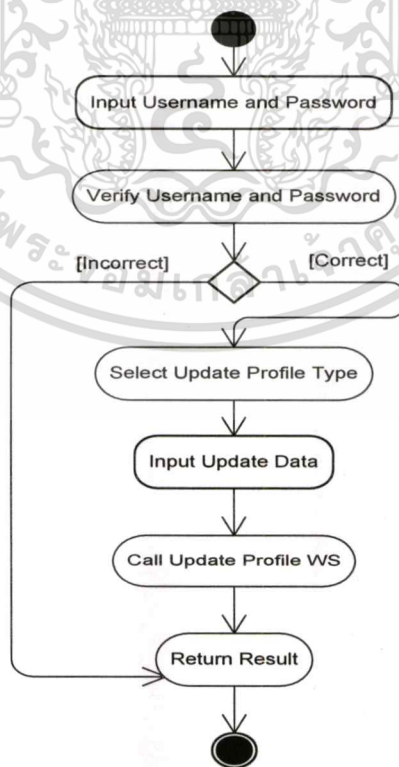 Input Username and Password
Verify Username and Password
[Incorrect]
[Correct]
Select Update Profile Type
Input Update Data
Call Update Profile WS
Return Result